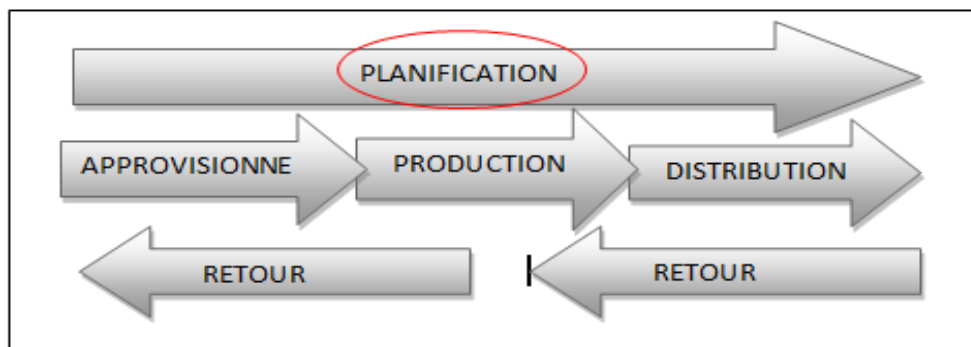 PLANIFICATION
APPROVISIONNE
PRODUCTION
DISTRIBUTION
RETOUR
RETOUR